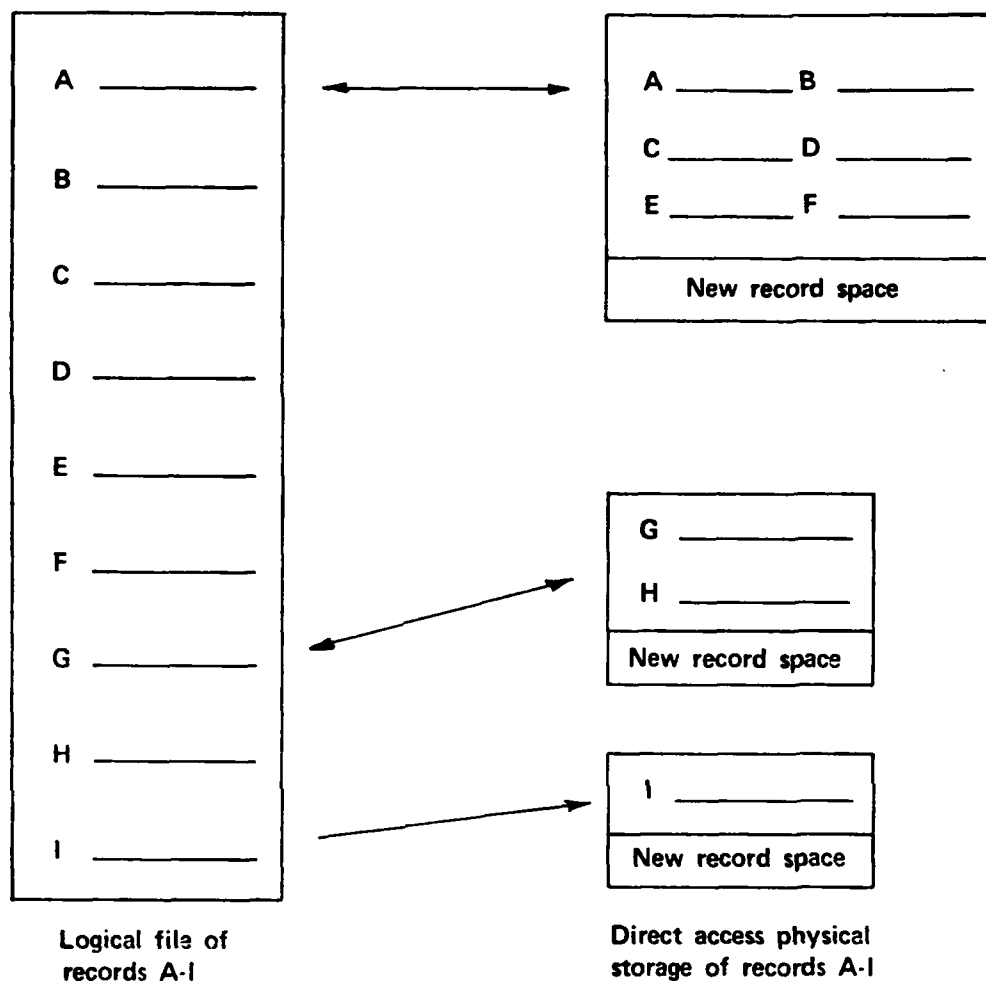 A
B
C
D
E
F
G
H
I
Logical file of
records A-I
A B
C D
E F
New record space
G
H
New record space
I
New record space
Direct access physical
storage of records A-I